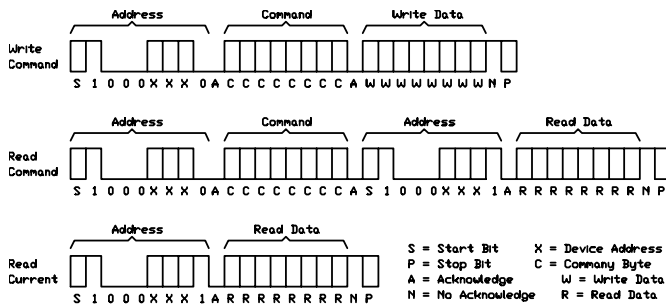 Address Command Write Data
Write
Command
S 1 0 0 0 X X X 0 A C C C C C C C C A W W W W W W W W N P
Address Command Address Read Data
Read
Command
S 1 0 0 0 X X X 0 A C C C C C C C C A S 1 0 0 0 X X X 1 A R R R R R R R R N P
Address Read Data
Read
Current
S 1 0 0 0 X X X 1 A R R R R R R R R N P
S = Start Bit X = Device Address
P = Stop Bit C = Commany Byte
A = Acknowledge W = Write Data
N = No Acknowledge R = Read Data